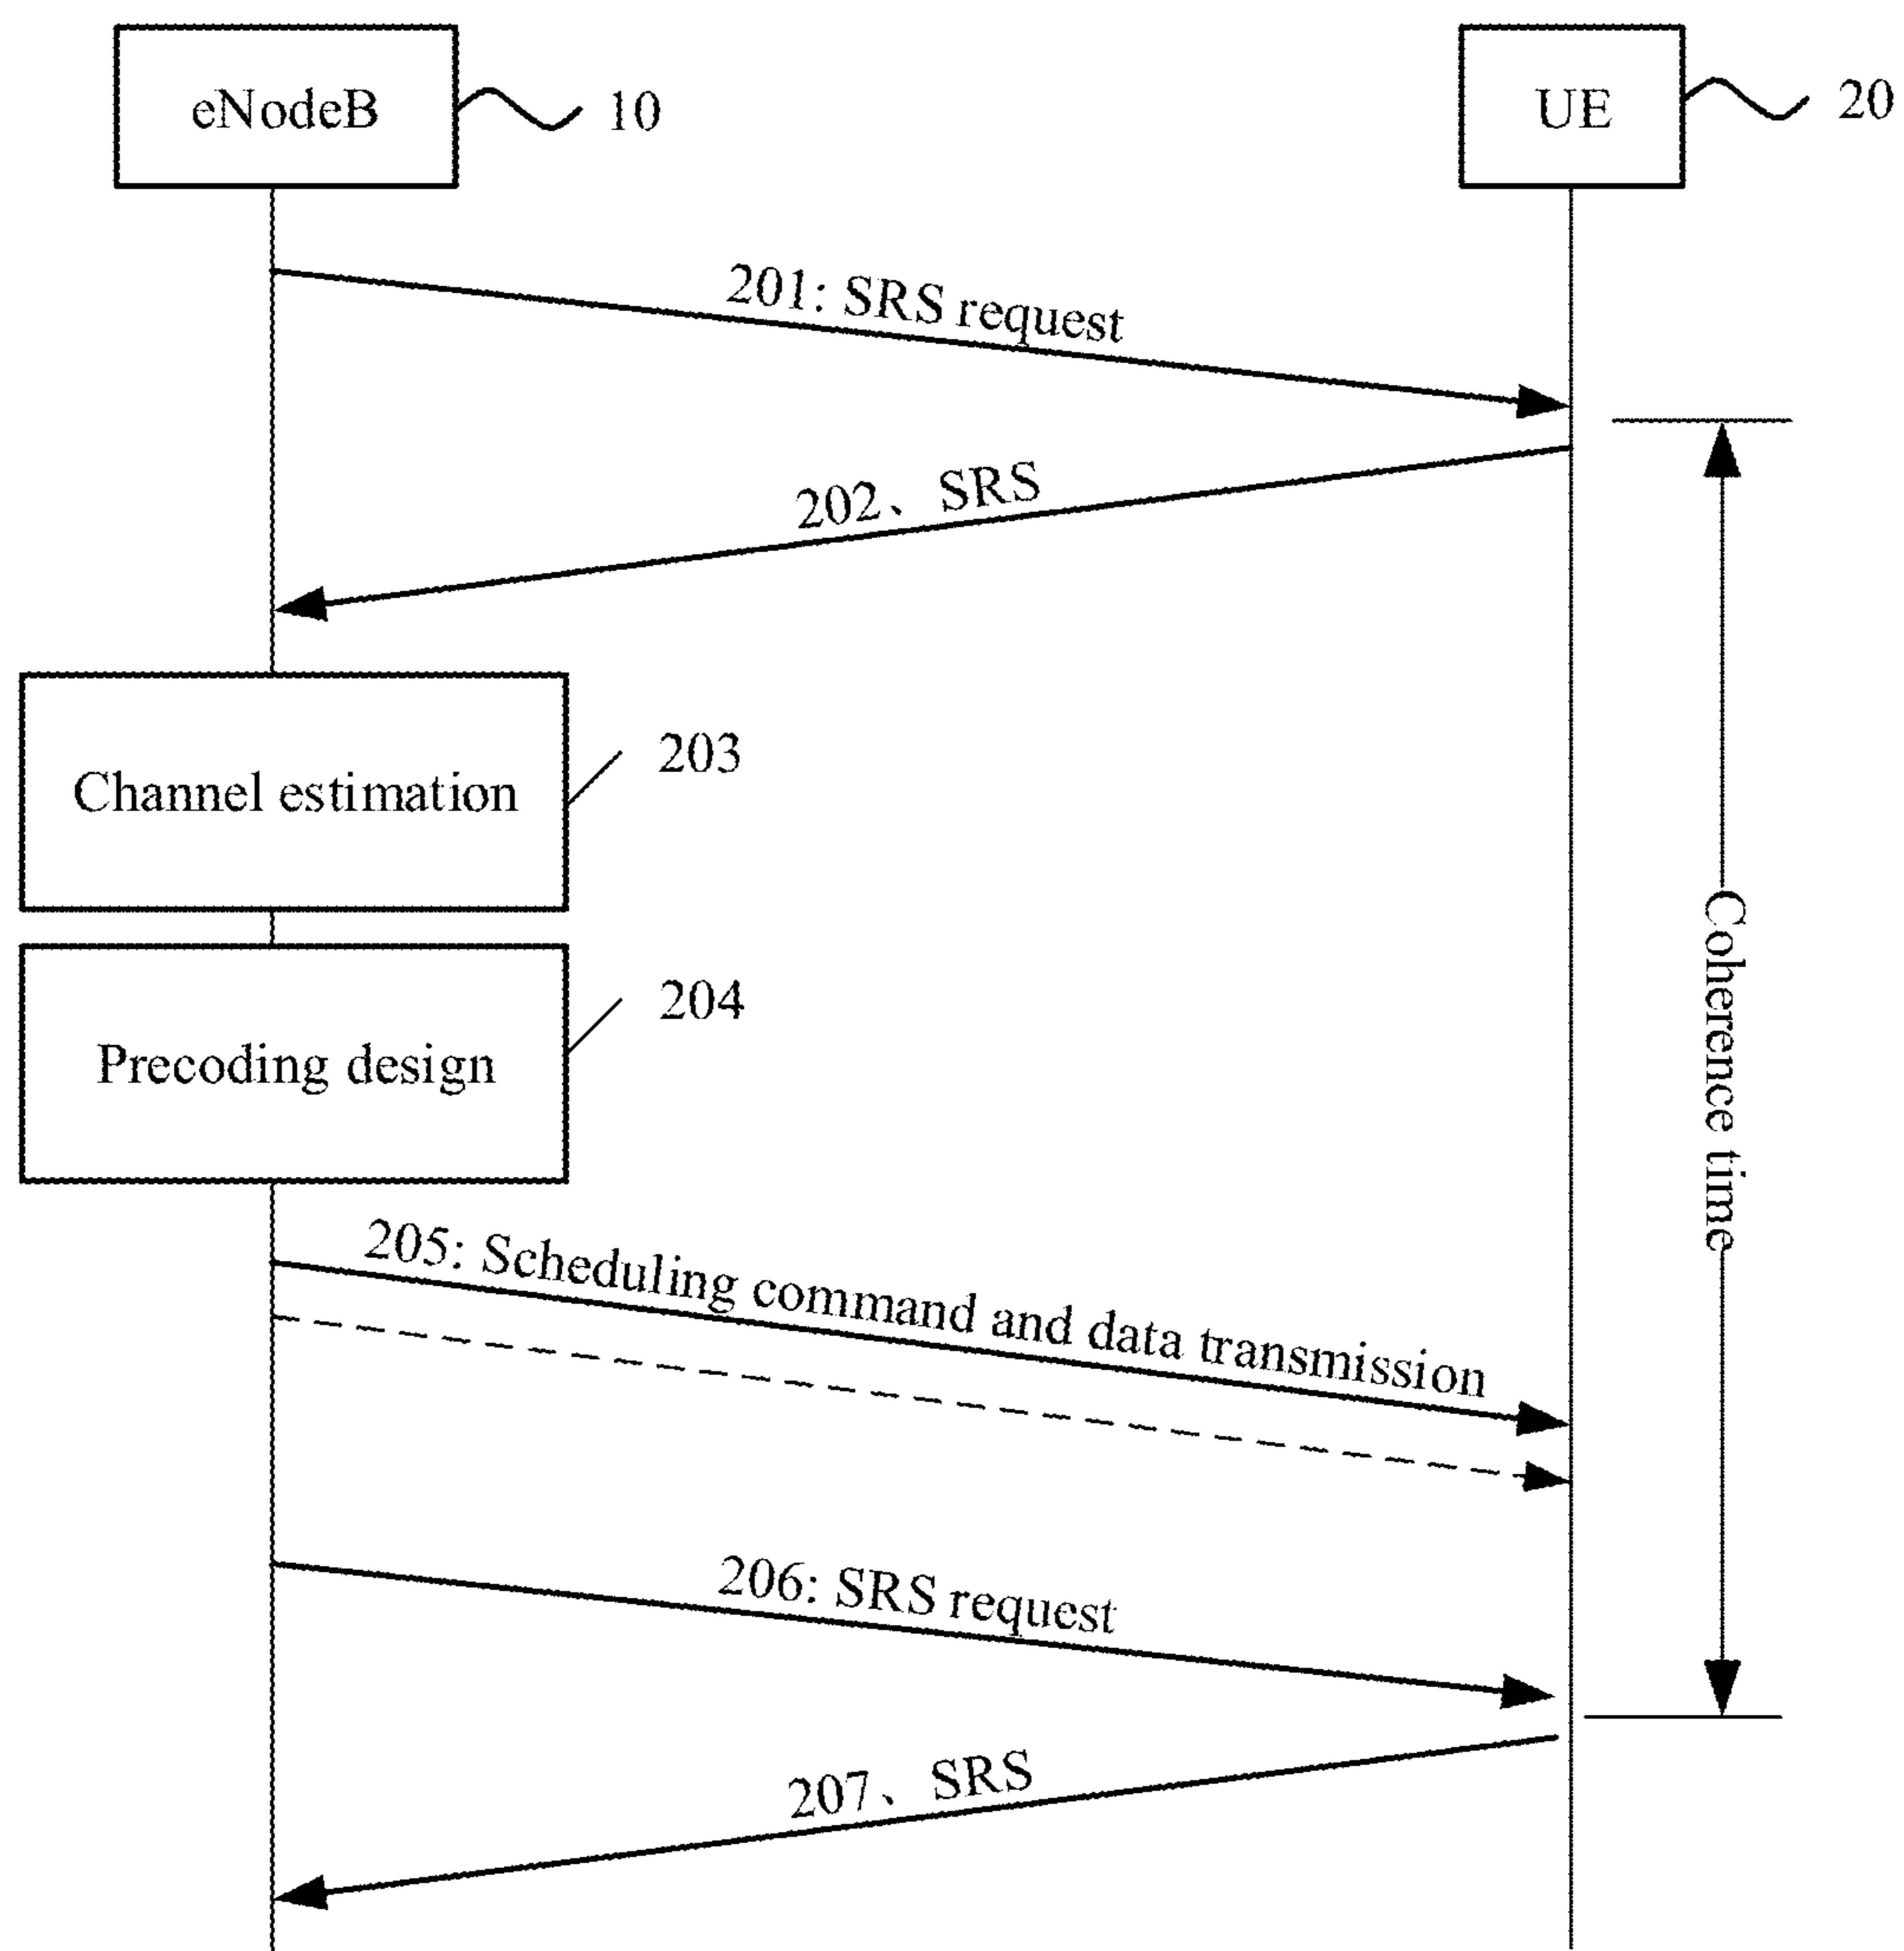 eNodeB
10
UE
20
201: SRS request
202、SRS
Channel estimation
203
Precoding design
204
Coherence time
205: Scheduling command and data transmission
206: SRS request
207、SRS